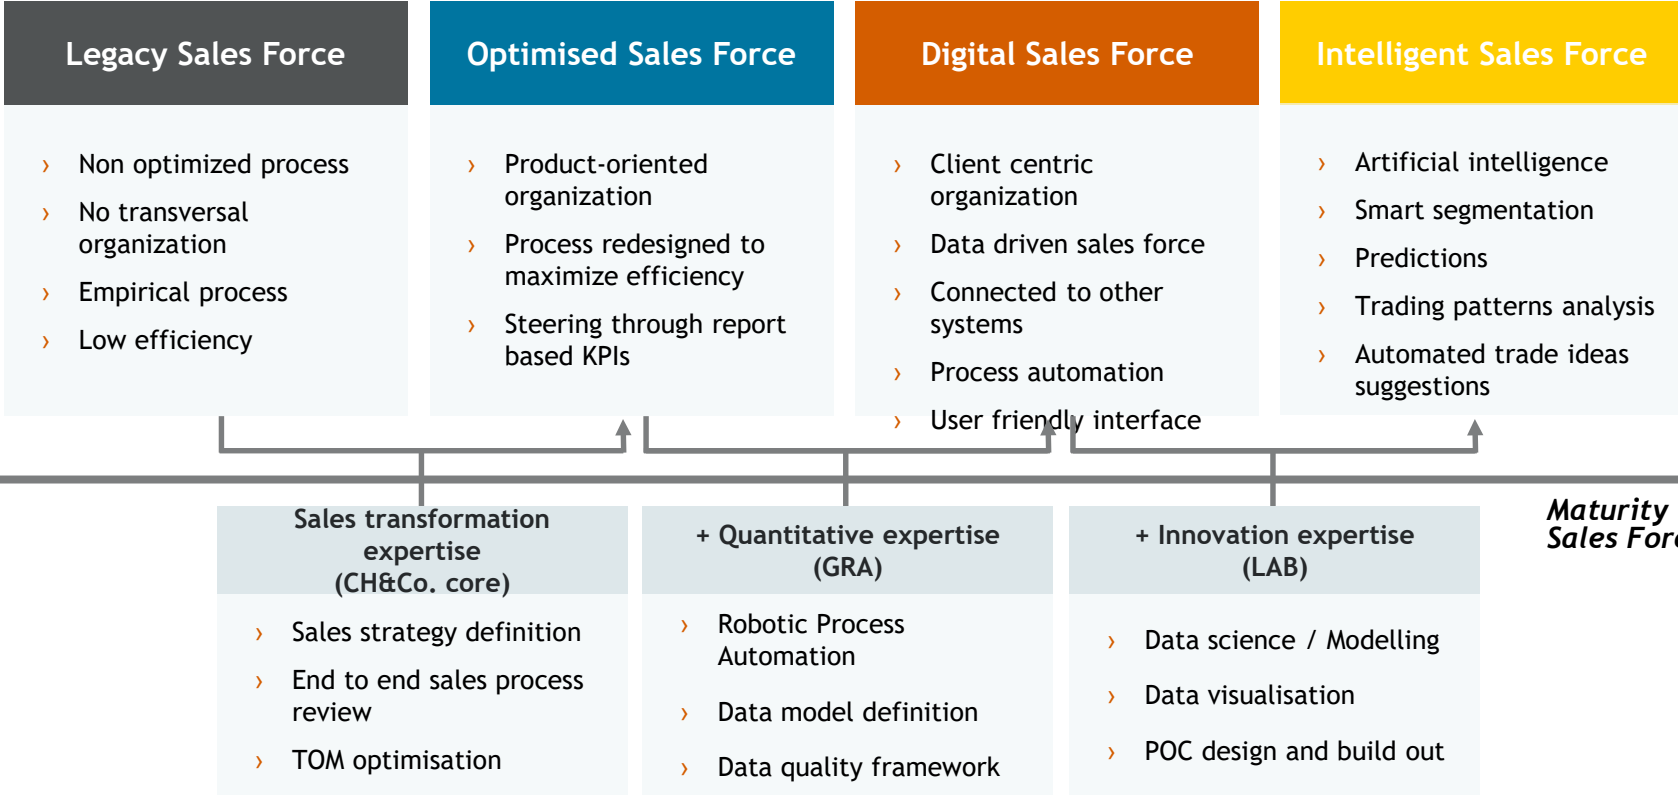 Legacy Sales Force
Optimised Sales Force
Digital Sales Force
Intelligent Sales Force
› Non optimized process
› No transversal
organization
› Empirical process
› Low efficiency
› Product-oriented
organization
› Process redesigned to
maximize efficiency
› Steering through report
based KPIs
› Client centric
organization
› Data driven sales force
› Connected to other
systems
› Process automation
› User friendly interface
› Artificial intelligence
› Smart segmentation
› Predictions
› Trading patterns analysis
› Automated trade ideas
suggestions
Maturity
Sales
Sales transformation
expertise
(CH&Co. core)
› Sales strategy definition
› End to end sales process
review
› TOM optimisation
+ Quantitative expertise
(GRA)
› Robotic Process
Automation
› Data model definition
› Data quality framework
+ Innovation expertise
(LAB)
› Data science / Modelling
› Data visualisation
› POC design and build out